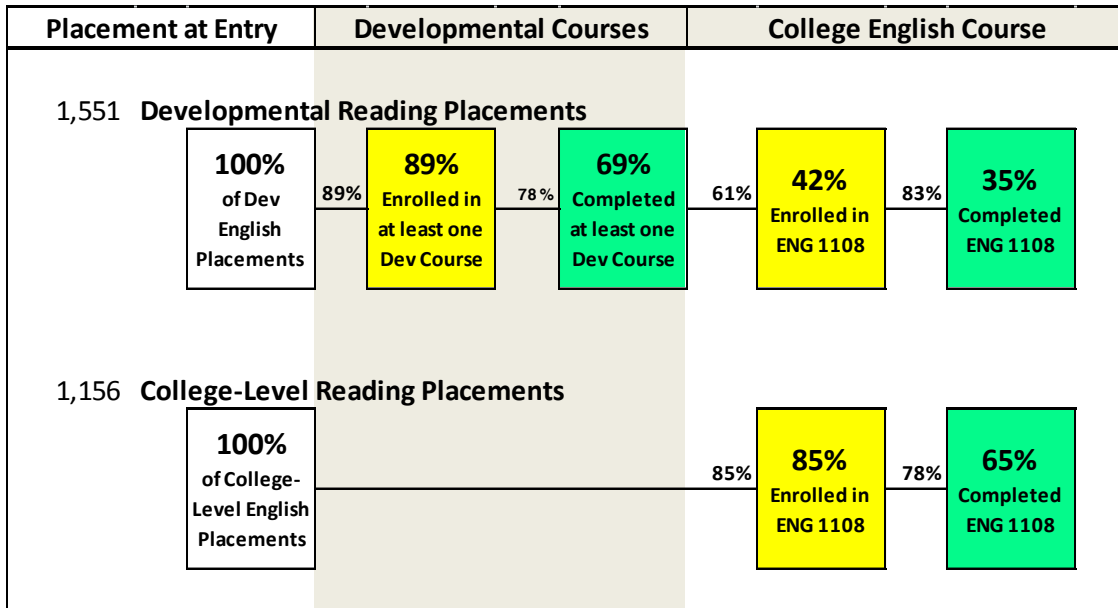 Placement at Entry
Developmental Courses
College English Course
1,551 Developmental Reading Placements
100%
of Dev
English
Placements
89%
89%
Enrolled in
at least one
Dev Course
78%
69%
Completed
at least one
Dev Course
61%
42%
Enrolled in
ENG 1108
83%
35%
Completed
ENG 1108
1,156 College-Level Reading Placements
100%
of College-
Level English
Placements
85%
85%
Enrolled in
ENG 1108
78%
65%
Completed
ENG 1108